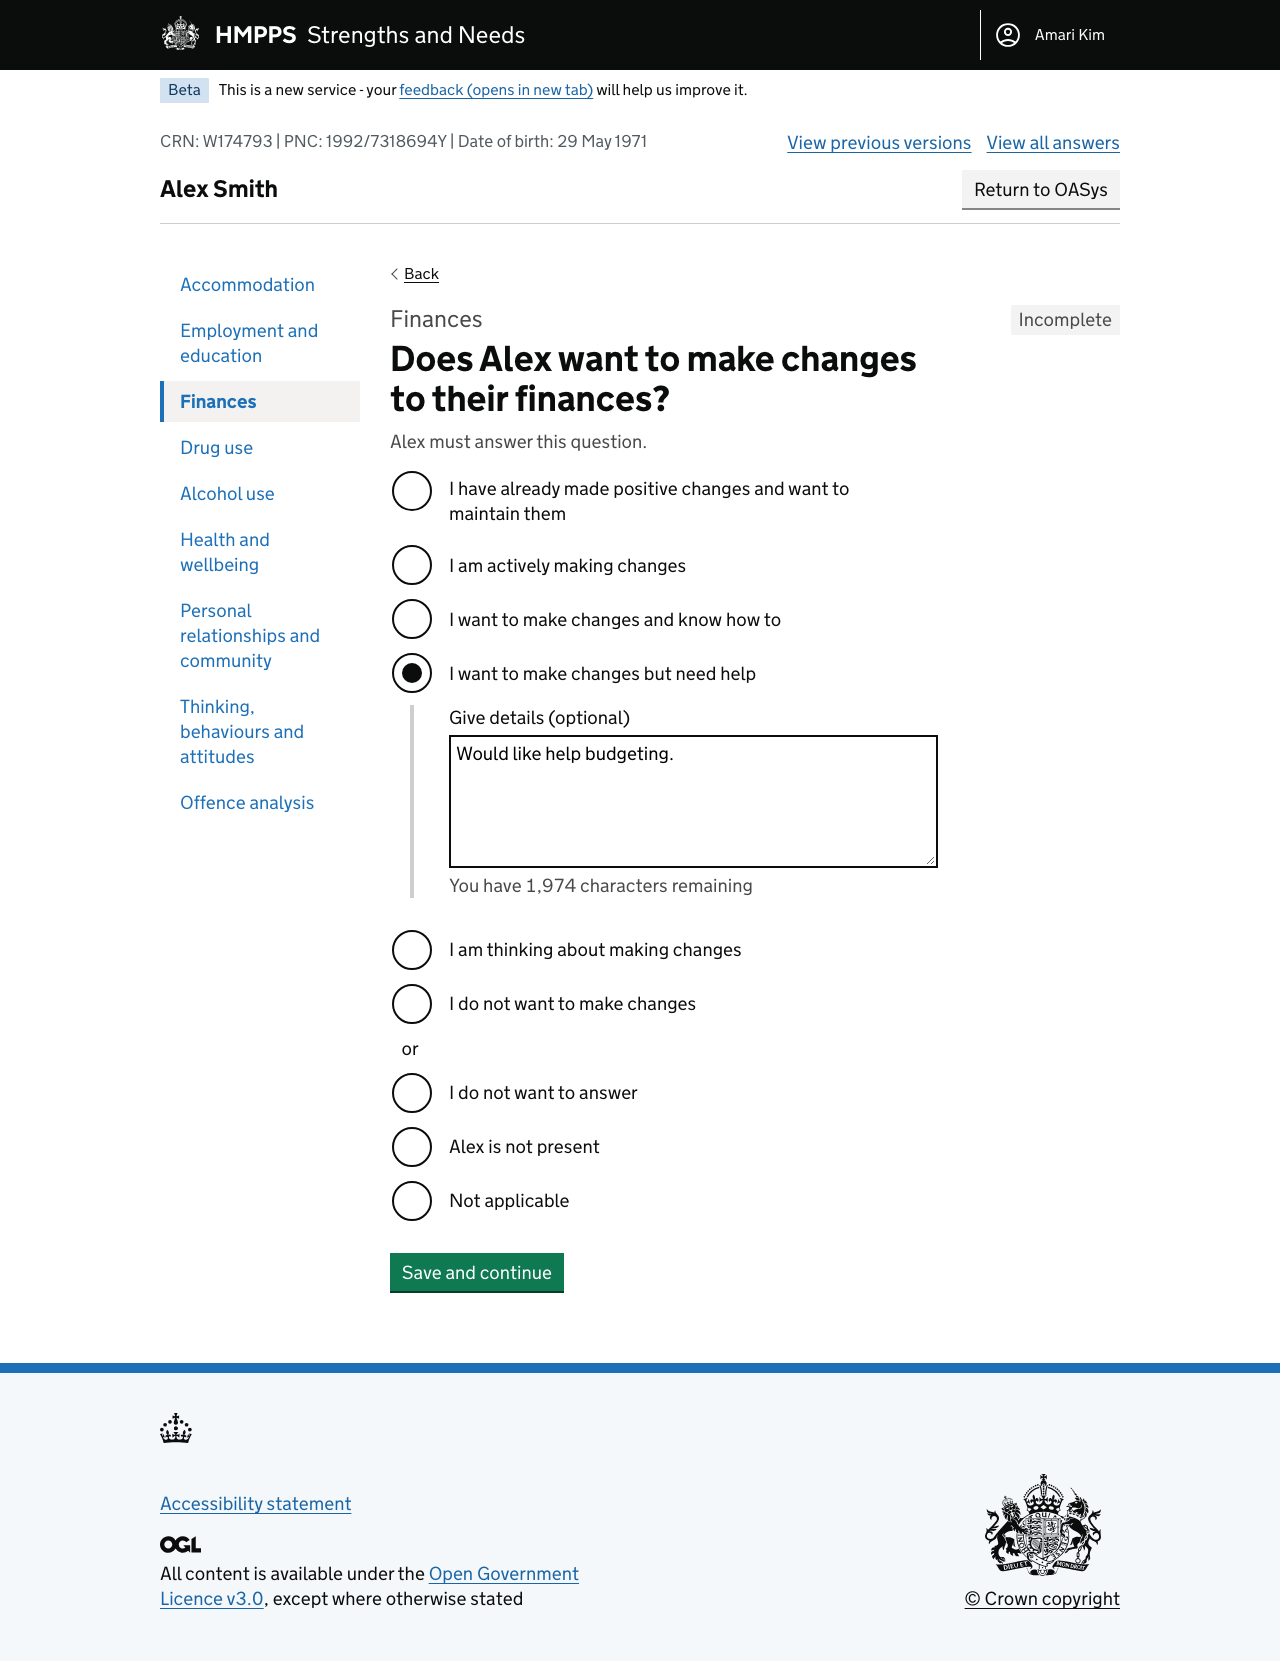 HMPPS Strengths and Needs
Amari Kim
Beta This is a new service - your feedback (opens in new tab) will help us improve it.
CRN: W174793 | PNC: 1992/7318694Y | Date of birth: 29 May 1971
View previous versions View all answers
Alex Smith
Return to OASys
Accommodation
Employment and
education
Finances
Drug use
Alcohol use
Health and
wellbeing
Personal
relationships and
community
Thinking,
behaviours and
attitudes
Offence analysis
Back
Finances
Incomplete
Does Alex want to make changes
to their finances?
Alex must answer this question.
I have already made positive changes and want to
maintain them
I am actively making changes
I want to make changes and know how to
I want to make changes but need help
Give details (optional)
Would like help budgeting.
You have 1,974 characters remaining
I am thinking about making changes
I do not want to make changes
or
I do not want to answer
Alex is not present
Not applicable
Save and continue
Accessibility statement
OGL
All content is available under the Open Government
Licence v3.0, except where otherwise stated
© Crown copyright